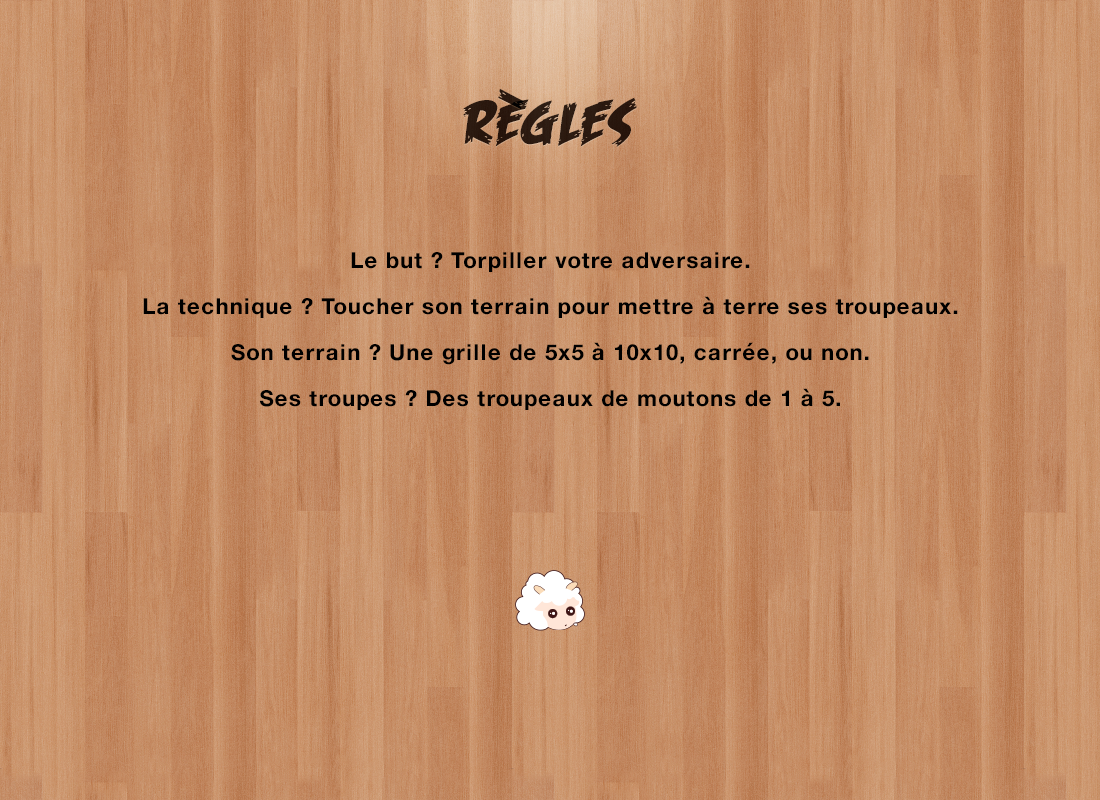 RÈGLES
Le but ? Torpiller votre adversaire.
La technique ? Toucher son terrain pour mettre à terre ses troupeaux.
Son terrain ? Une grille de 5x5 à 10x10, carrée, ou non.
Ses troupes ? Des troupeaux de moutons de 1 à 5.